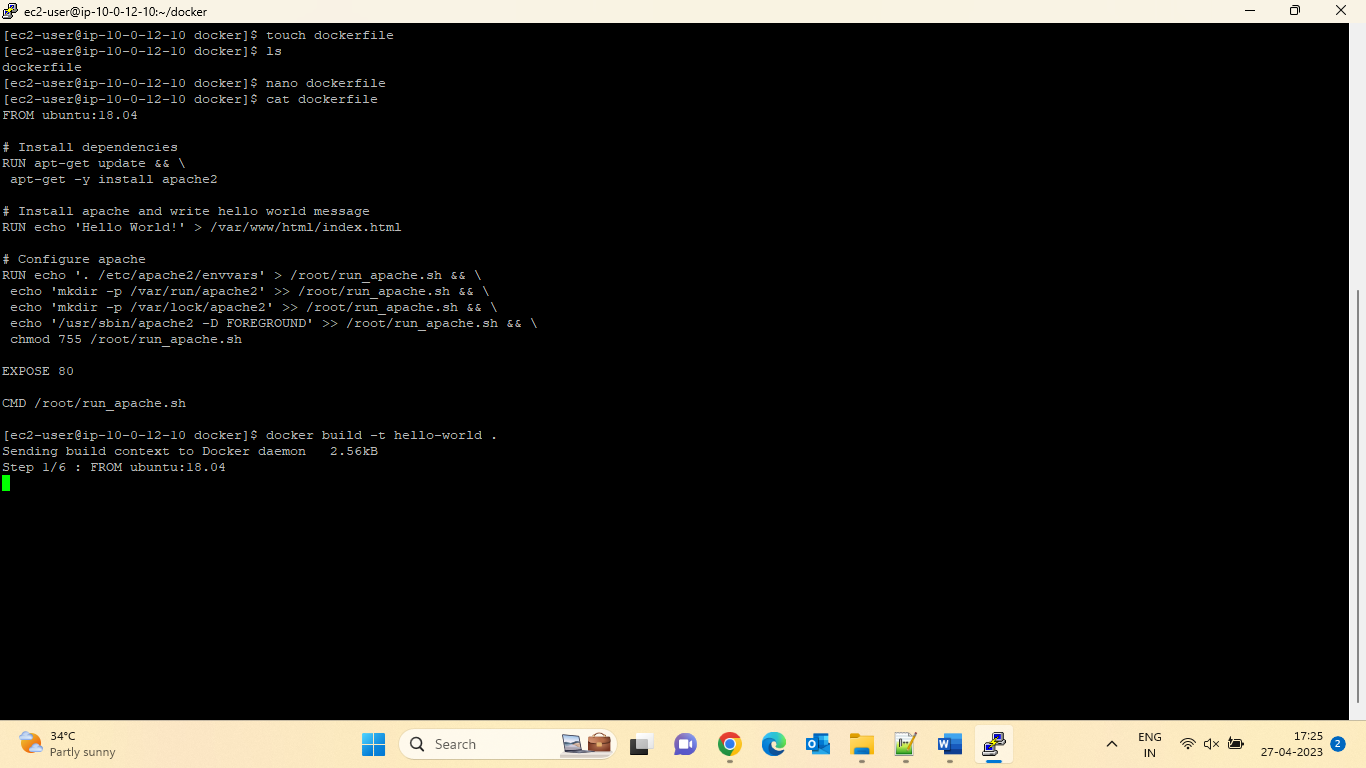 ec2-user@ip-10-0-12-10:~/docker
[ec2-user@ip-10-0-12-10 docker]$ touch dockerfile
[ec2-user@ip-10-0-12-10 docker]$ ls
dockerfile
[ec2-user@ip-10-0-12-10 docker]$ nano dockerfile
[ec2-user@ip-10-0-12-10 docker]$ cat dockerfile
FROM ubuntu:18.04
# Install dependencies
RUN apt-get update && \
 apt-get -y install apache2
# Install apache and write hello world message
RUN echo 'Hello World!' > /var/www/html/index.html
# Configure apache
RUN echo '. /etc/apache2/envvars' > /root/run_apache.sh && \
 echo 'mkdir -p /var/run/apache2' >> /root/run_apache.sh && \
 echo 'mkdir -p /var/lock/apache2' >> /root/run_apache.sh && \
 echo '/usr/sbin/apache2 -D FOREGROUND' >> /root/run_apache.sh && \
 chmod 755 /root/run_apache.sh
EXPOSE 80
CMD /root/run_apache.sh
[ec2-user@ip-10-0-12-10 docker]$ docker build -t hello-world .
Sending build context to Docker daemon   2.56kB
Step 1/6 : FROM ubuntu:18.04
34°C
Partly sunny
Search
ENG
IN
17:25
27-04-2023
2